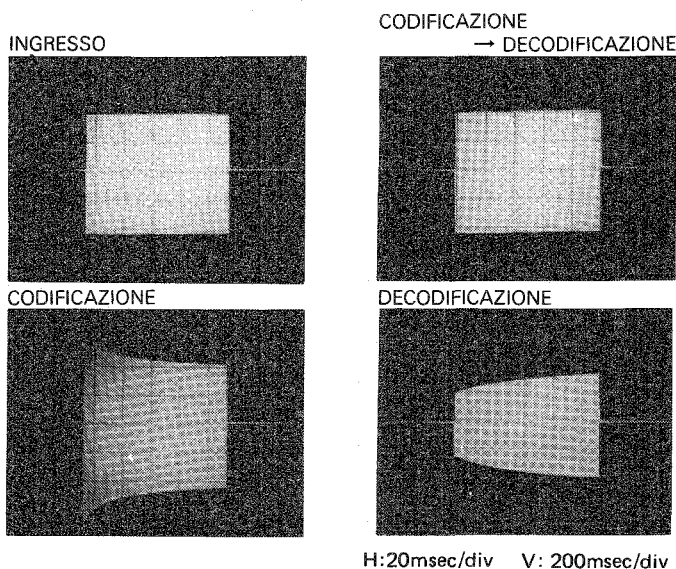 INGRESSO
CODIFICAZIONE
→ DECODIFICAZIONE
CODIFICAZIONE
DECODIFICAZIONE
H:20msec/div V: 200msec/div